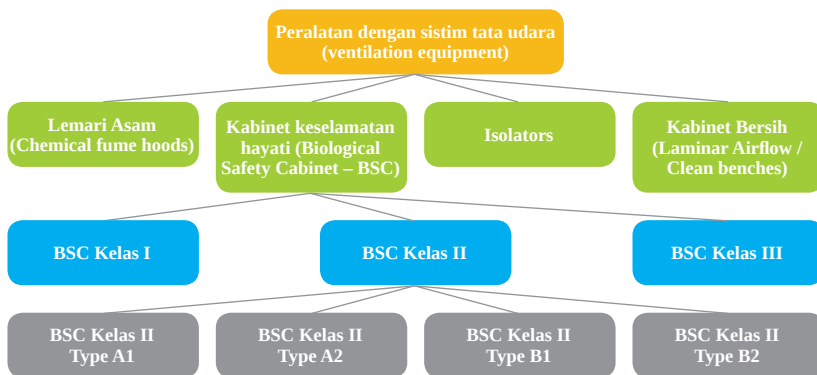 Peralatan dengan sistim tata udara
(ventilation equipment)
Lemari Asam
(Chemical fume hoods)
Kabinet keselamatan
hayati (Biological
Safety Cabinet – BSC)
Isolators
Kabinet Bersih
(Laminar Airflow /
Clean benches)
BSC Kelas I
BSC Kelas II
BSC Kelas III
BSC Kelas II
Type A1
BSC Kelas II
Type A2
BSC Kelas II
Type B1
BSC Kelas II
Type B2